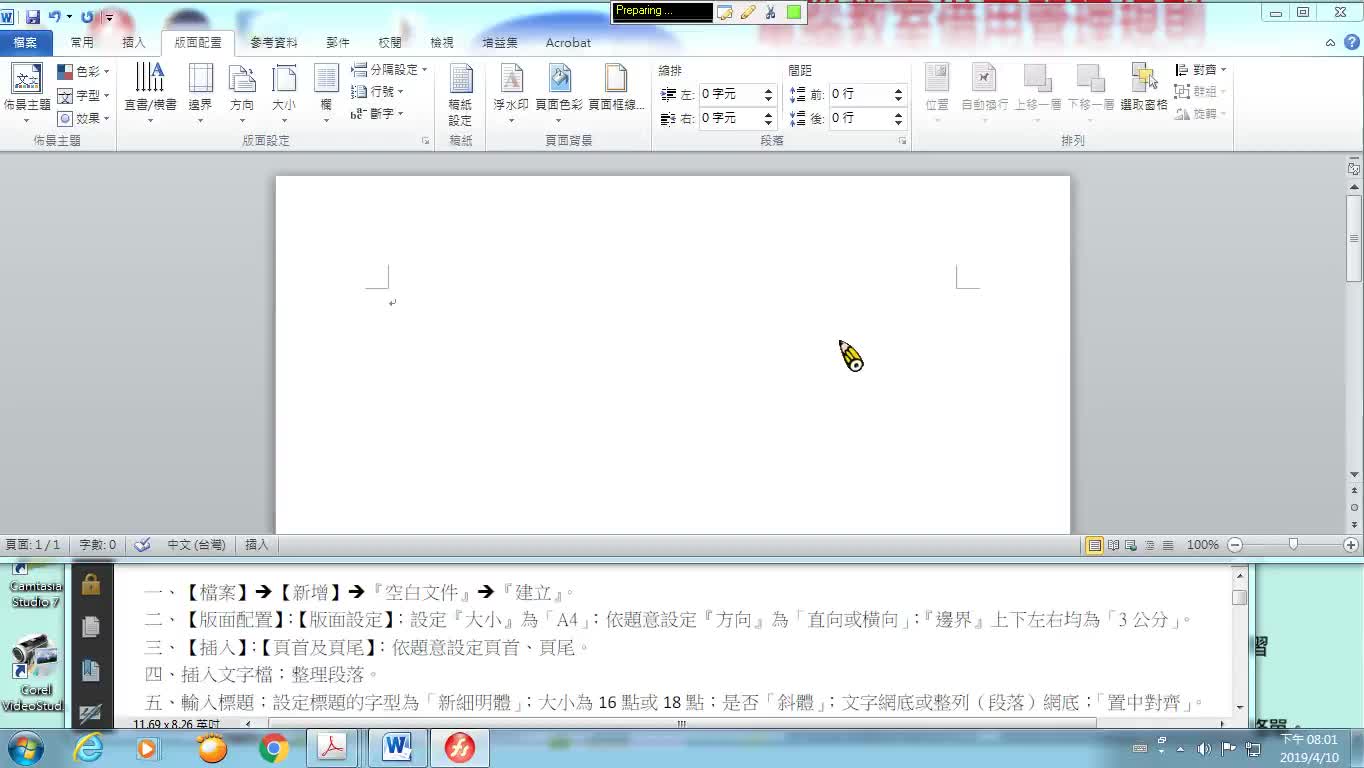 Preparing ...
檔案 常用 插入 版面配置 參考資料 郵件 校閱 檢視 增益集 Acrobat
佈景主題 色彩 字型 效果 直書/橫書 邊界 方向 大小 欄 分隔設定 行號 斷字 稿紙 設定 浮水印 頁面色彩 頁面框線...
縮排 間距
左: 0 字元 前: 0 行
右: 0 字元 後: 0 行
位置 自動換行 上移一層 下移一層 選取窗格 對齊 群組 旋轉
佈景主題 版面設定 稿紙 頁面背景 段落 排列
頁面: 1 / 1 字數: 0 中文 (台灣) 插入 100%
Camtasia
Studio 7
Corel
VideoStud...
一、【檔案】➔【新增】➔『空白文件』➔『建立』。
二、【版面配置】:【版面設定】;設定『大小』為「A4」;依題意設定『方向』為「直向或橫向」;『邊界』上下左右均為「3 公分」。
三、【插入】:【頁首及頁尾】;依題意設定頁首、頁尾。
四、插入文字檔;整理段落。
五、輸入標題;設定標題的字型為「新細明體」;大小為 16 點或 18 點;是否「斜體」;文字網底或整列（段落）網底;「置中對齊」。
11.69 x 8.26 英吋
下午 08:01
2019/4/10